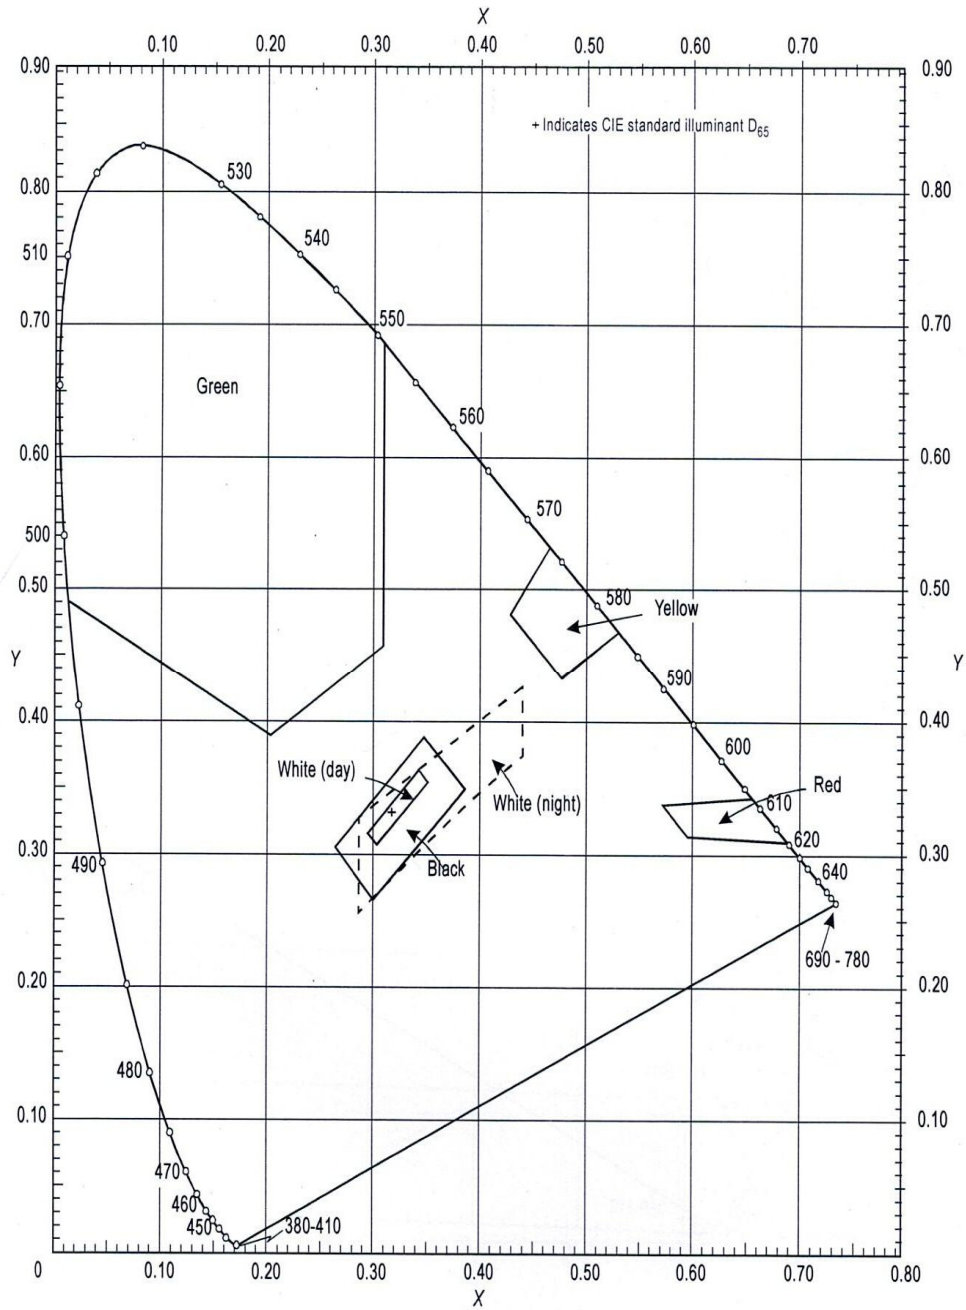 X
0.10 0.20 0.30 0.40 0.50 0.60 0.70
0.90 0.90
+ Indicates CIE standard illuminant D65
530
0.80 0.80
540
510
550
0.70 0.70
Green
560
0.60 0.60
570
500
0.50 0.50
580
Yellow
Y Y
590
0.40 0.40
600
White (day)
White (night)
Red
610
620
0.30 0.30
490
Black
640
690 - 780
0.20 0.20
480
0.10 0.10
470
460
450
380-410
0 0.10 0.20 0.30 0.40 0.50 0.60 0.70 0.80
X